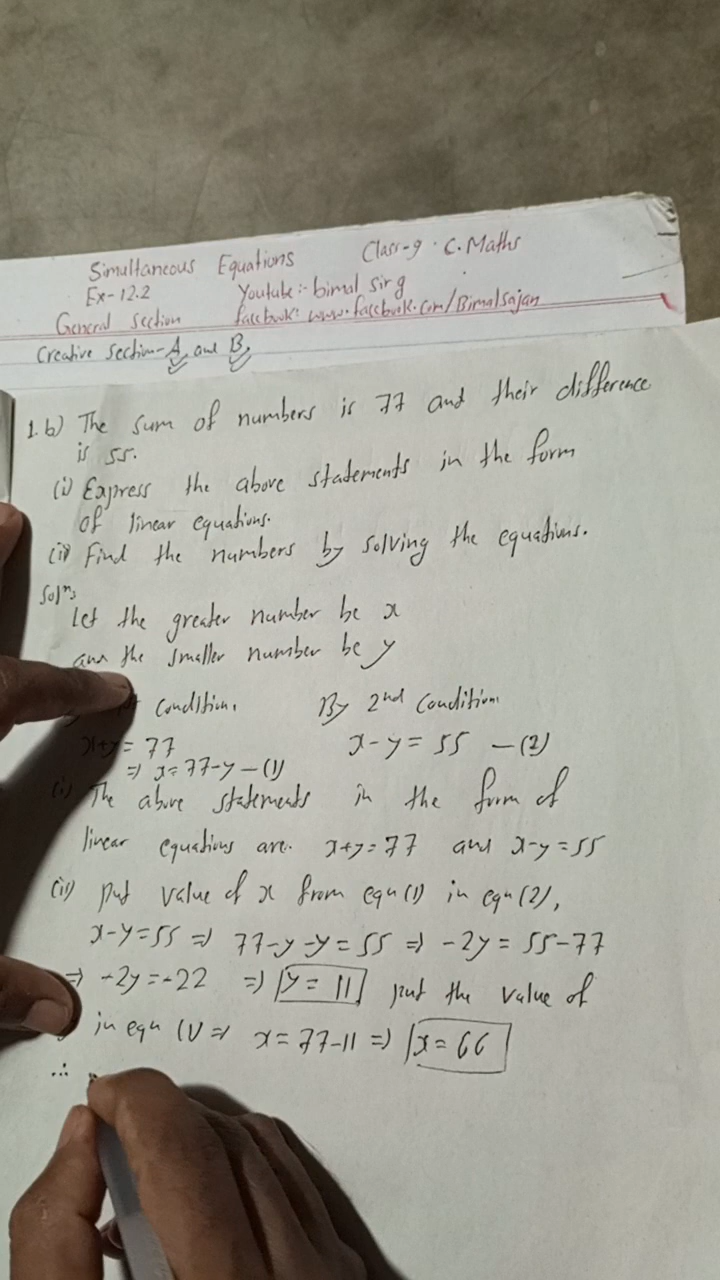 Simultaneous Equations Class-9 C. Maths
Ex-12.2 Youtube:- bimal sir g
General section facebook: www.facebook.com/Bimalsajan
Creative Section-A and B.
1.b) The sum of numbers is 77 and their difference
is 55.
(i) Express the above statements in the form
of linear equations.
(ii) Find the numbers by solving the equations.
Solⁿ:
Let the greater number be x
and the smaller number be y
condition. By 2nd Condition
x+y=77 x-y=55 -(2)
⇒ x=77-y-(1)
(i) The above statements in the form of
linear equations are. x+y=77 and x-y=55
(ii) put value of x from eqn(1) in eqn(2),
x-y=55 ⇒ 77-y-y=55 ⇒ -2y=55-77
⇒ -2y=-22 ⇒ y=11 put the value of
in eqn (1) ⇒ x=77-11 ⇒ x=66
∴